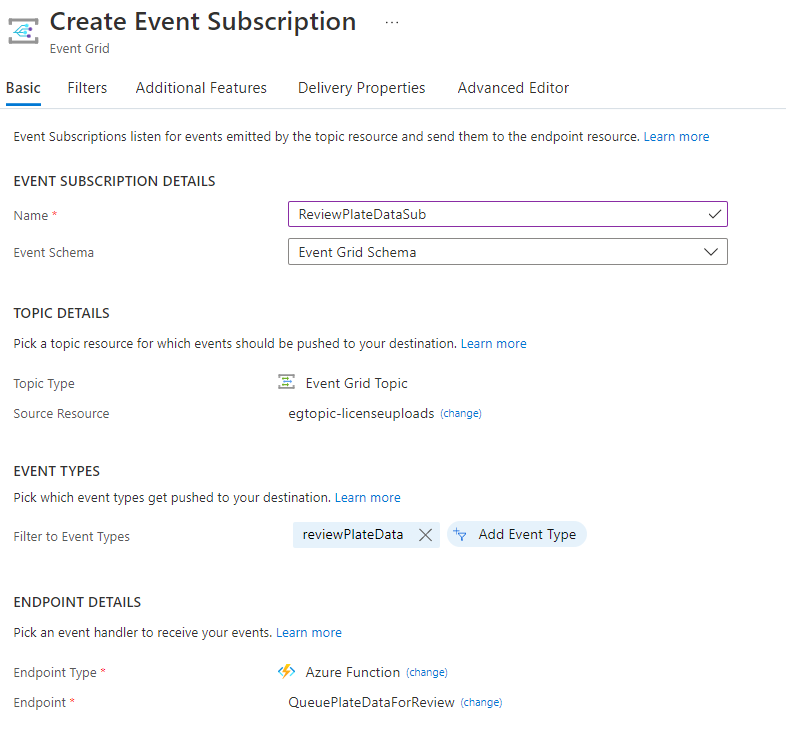 Create Event Subscription ...
Event Grid
Basic Filters Additional Features Delivery Properties Advanced Editor
Event Subscriptions listen for events emitted by the topic resource and send them to the endpoint resource. Learn more
EVENT SUBSCRIPTION DETAILS
Name * ReviewPlateDataSub
Event Schema Event Grid Schema
TOPIC DETAILS
Pick a topic resource for which events should be pushed to your destination. Learn more
Topic Type Event Grid Topic
Source Resource egtopic-licenseuploads (change)
EVENT TYPES
Pick which event types get pushed to your destination. Learn more
Filter to Event Types reviewPlateData Add Event Type
ENDPOINT DETAILS
Pick an event handler to receive your events. Learn more
Endpoint Type * Azure Function (change)
Endpoint * QueuePlateDataForReview (change)